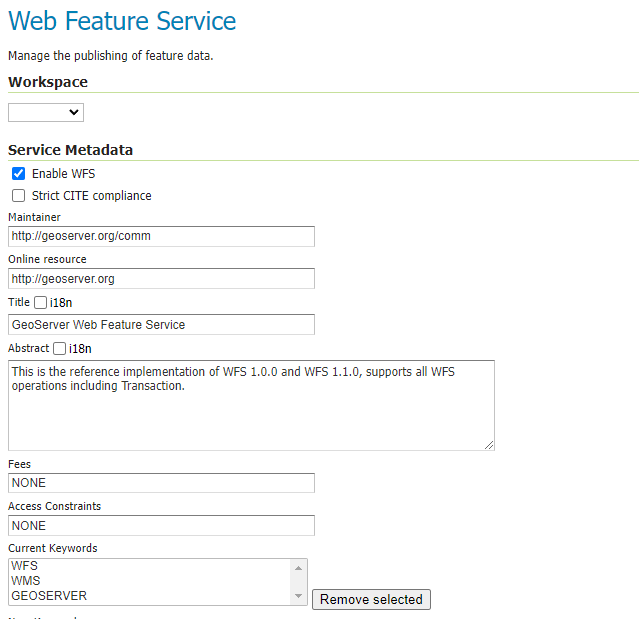 Web Feature Service
Manage the publishing of feature data.
Workspace
Service Metadata
Enable WFS
Strict CITE compliance
Maintainer
http://geoserver.org/comm
Online resource
http://geoserver.org
Title i18n
GeoServer Web Feature Service
Abstract i18n
This is the reference implementation of WFS 1.0.0 and WFS 1.1.0, supports all WFS
operations including Transaction.
Fees
NONE
Access Constraints
NONE
Current Keywords
WFS
WMS
GEOSERVER
Remove selected